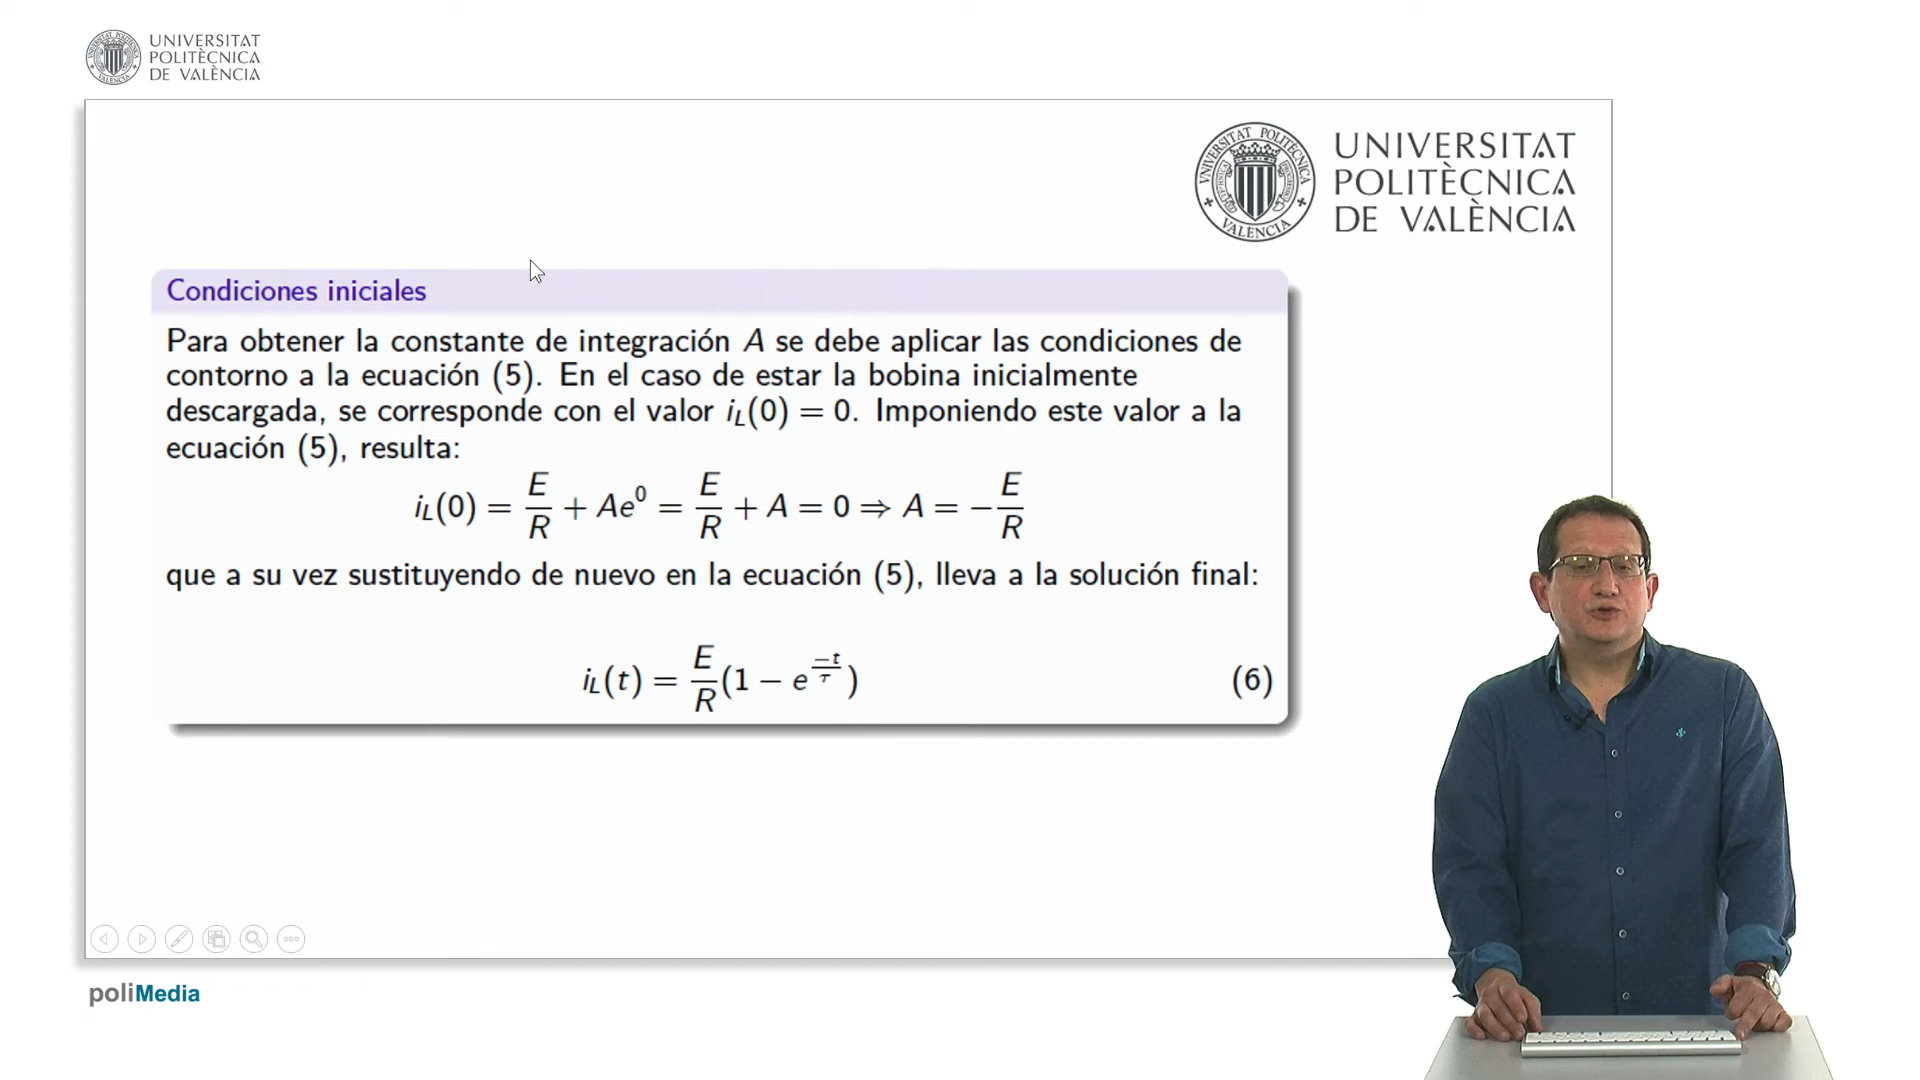 UNIVERSITAT
POLITÈCNICA
DE VALÈNCIA
UNIVERSITAT
POLITÈCNICA
DE VALÈNCIA
Condiciones iniciales
Para obtener la constante de integración A se debe aplicar las condiciones de
contorno a la ecuación (5). En el caso de estar la bobina inicialmente
descargada, se corresponde con el valor i_L(0) = 0. Imponiendo este valor a la
ecuación (5), resulta:
i_L(0) = E/R + Ae^0 = E/R + A = 0 ⇒ A = −E/R
que a su vez sustituyendo de nuevo en la ecuación (5), lleva a la solución final:
i_L(t) = E/R(1 − e^(−t/τ)) (6)
poliMedia